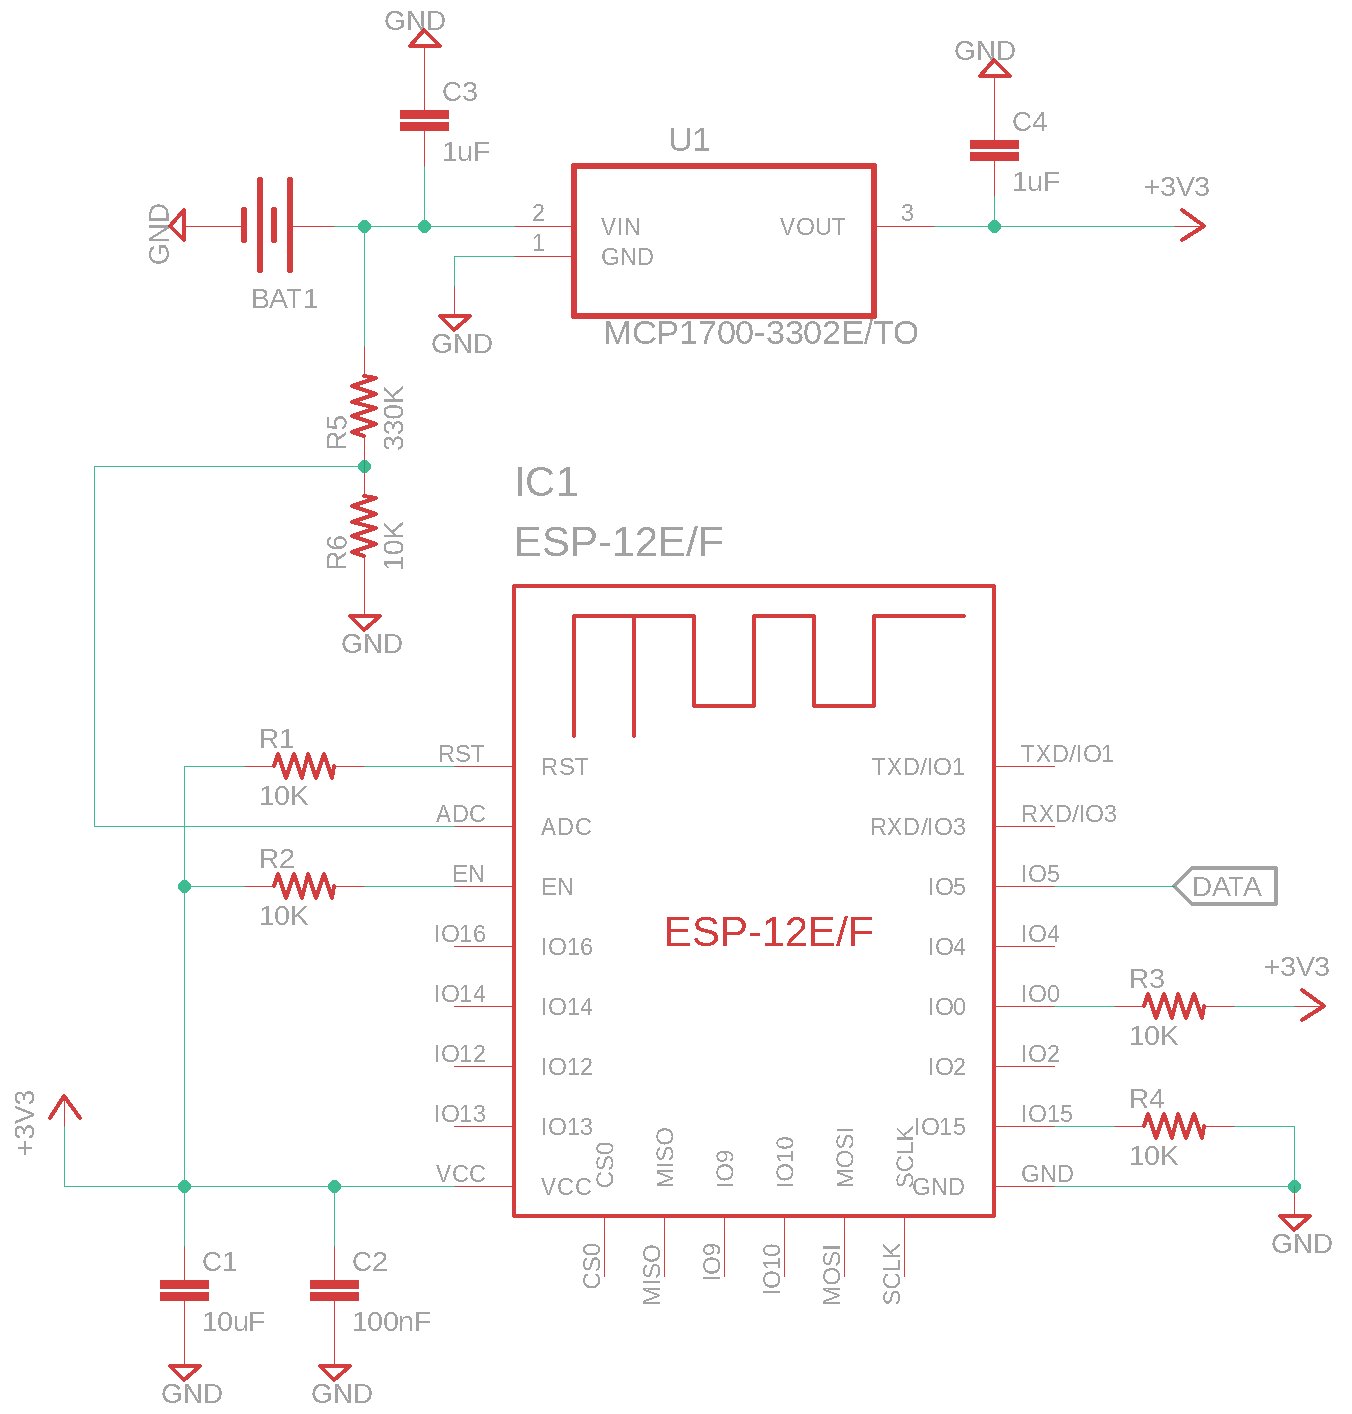 GND
C3
1uF
GND
C4
1uF
U1
+3V3
GND
BAT1
2
VIN
VOUT
3
1
GND
GND
MCP1700-3302E/TO
R5
330K
R6
10K
GND
IC1
ESP-12E/F
R1
10K
RST
RST
TXD/IO1
TXD/IO1
ADC
ADC
RXD/IO3
RXD/IO3
R2
10K
EN
EN
IO5
IO5
DATA
ESP-12E/F
IO16
IO16
IO4
IO4
IO14
IO14
IO0
IO0
R3
10K
+3V3
IO12
IO12
IO2
IO2
IO13
IO13
IO15
IO15
R4
10K
+3V3
VCC
VCC
CS0
MISO
IO9
IO10
MOSI
SCLK
GND
GND
GND
CS0
MISO
IO9
IO10
MOSI
SCLK
C1
10uF
GND
C2
100nF
GND